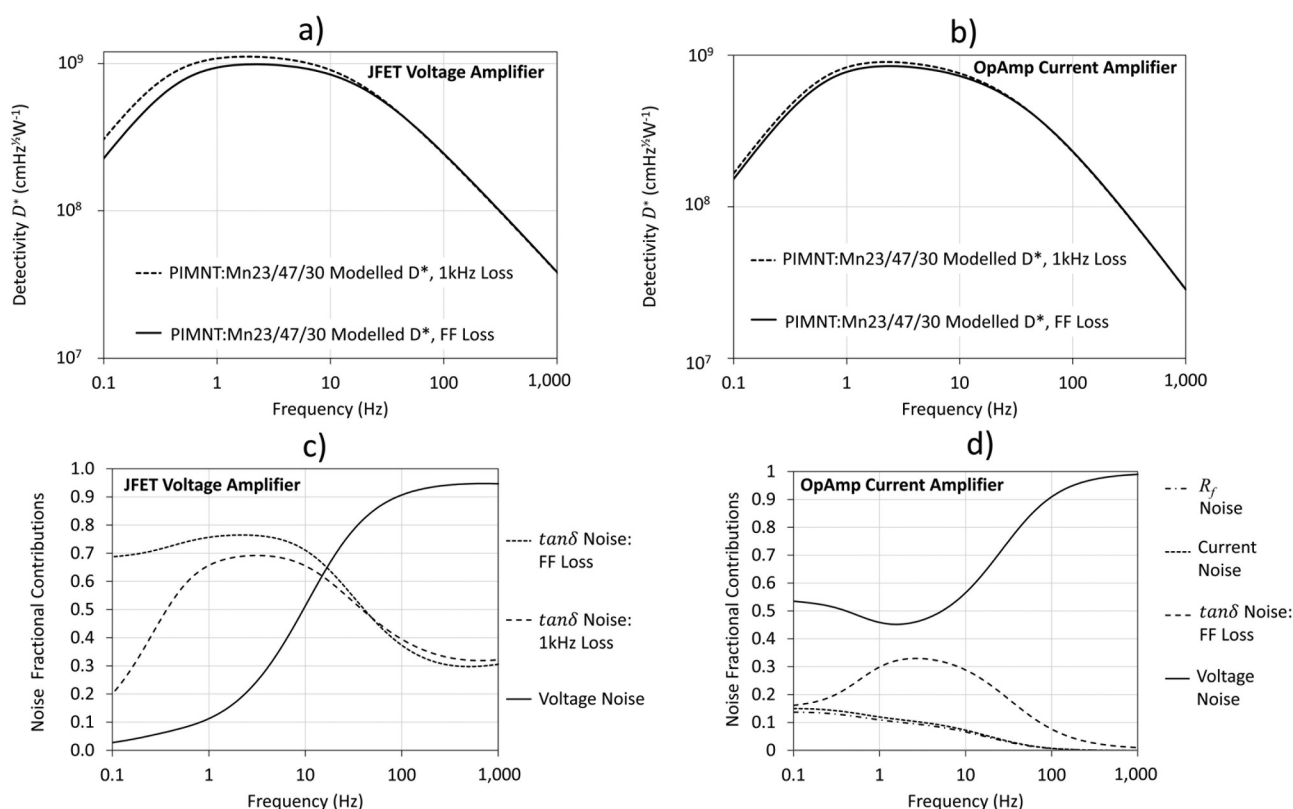 a)
10⁹
10⁸
10⁷
Detectivity D* (cmHz½W⁻¹)
JFET Voltage Amplifier
PIMNT:Mn23/47/30 Modelled D*, 1kHz Loss
PIMNT:Mn23/47/30 Modelled D*, FF Loss
0.1 1 10 100 1,000
Frequency (Hz)
b)
10⁹
10⁸
10⁷
Detectivity D* (cmHz½W⁻¹)
OpAmp Current Amplifier
PIMNT:Mn23/47/30 Modelled D*, 1kHz Loss
PIMNT:Mn23/47/30 Modelled D*, FF Loss
0.1 1 10 100 1,000
Frequency (Hz)
c)
1.0
0.9
0.8
0.7
0.6
0.5
0.4
0.3
0.2
0.1
0.0
Noise Fractional Contributions
JFET Voltage Amplifier
tanδ Noise:
FF Loss
tanδ Noise:
1kHz Loss
Voltage Noise
0.1 1 10 100 1,000
Frequency (Hz)
d)
1
0.9
0.8
0.7
0.6
0.5
0.4
0.3
0.2
0.1
0
Noise Fractional Contributions
OpAmp Current Amplifier
R_f
Noise
Current
Noise
tanδ Noise:
FF Loss
Voltage
Noise
0.1 1 10 100 1,000
Frequency (Hz)